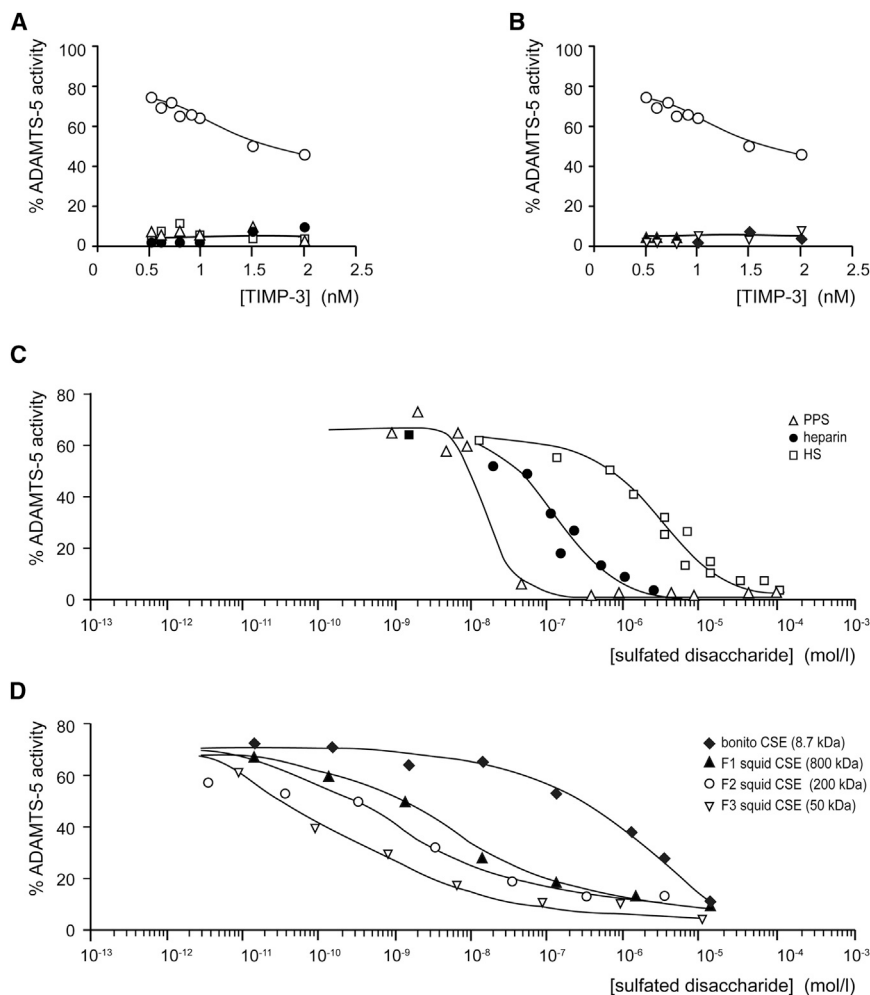 A
% ADAMTS-5 activity
100
80
60
40
20
0
0 0.5 1 1.5 2 2.5
[TIMP-3] (nM)
B
% ADAMTS-5 activity
100
80
60
40
20
0
0 0.5 1 1.5 2 2.5
[TIMP-3] (nM)
C
% ADAMTS-5 activity
80
60
40
20
0
PPS
heparin
HS
10-13 10-12 10-11 10-10 10-9 10-8 10-7 10-6 10-5 10-4 10-3
[sulfated disaccharide] (mol/l)
D
% ADAMTS-5 activity
80
60
40
20
0
bonito CSE (8.7 kDa)
F1 squid CSE (800 kDa)
F2 squid CSE (200 kDa)
F3 squid CSE (50 kDa)
10-13 10-12 10-11 10-10 10-9 10-8 10-7 10-6 10-5 10-4 10-3
[sulfated disaccharide] (mol/l)